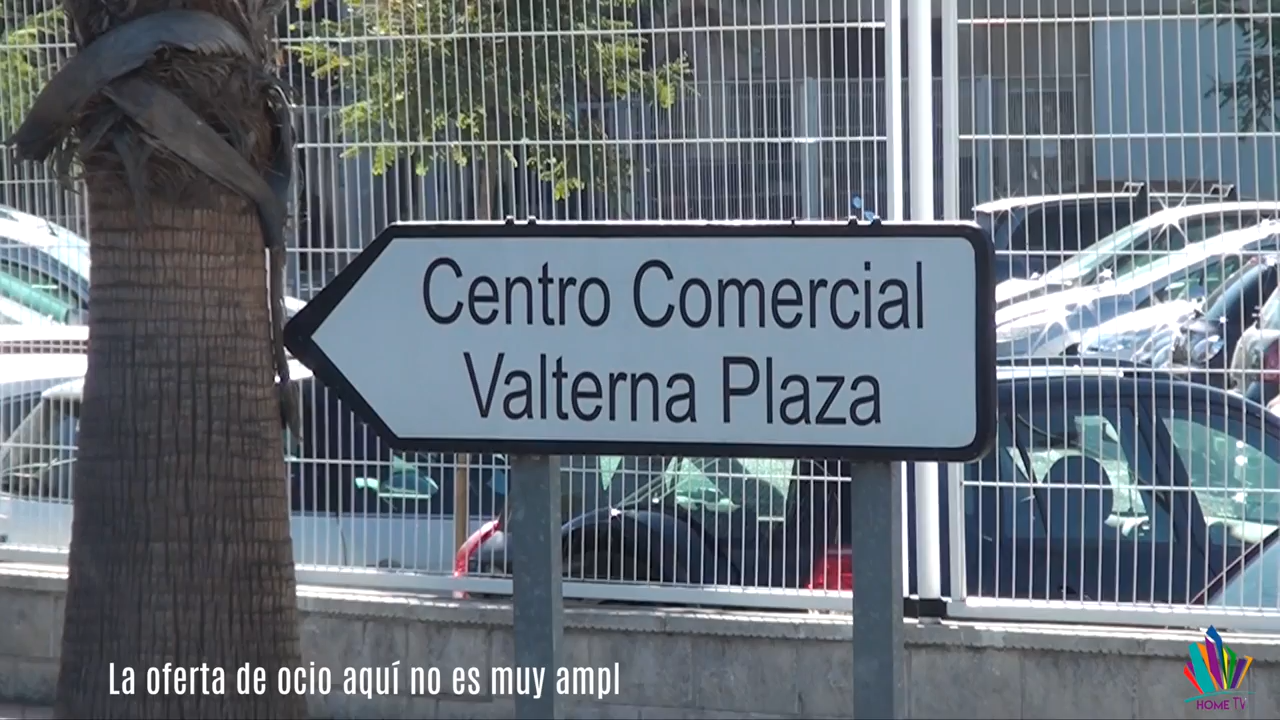 Centro Comercial
Valterna Plaza
La oferta de ocio aquí no es muy ampl
HOME TV